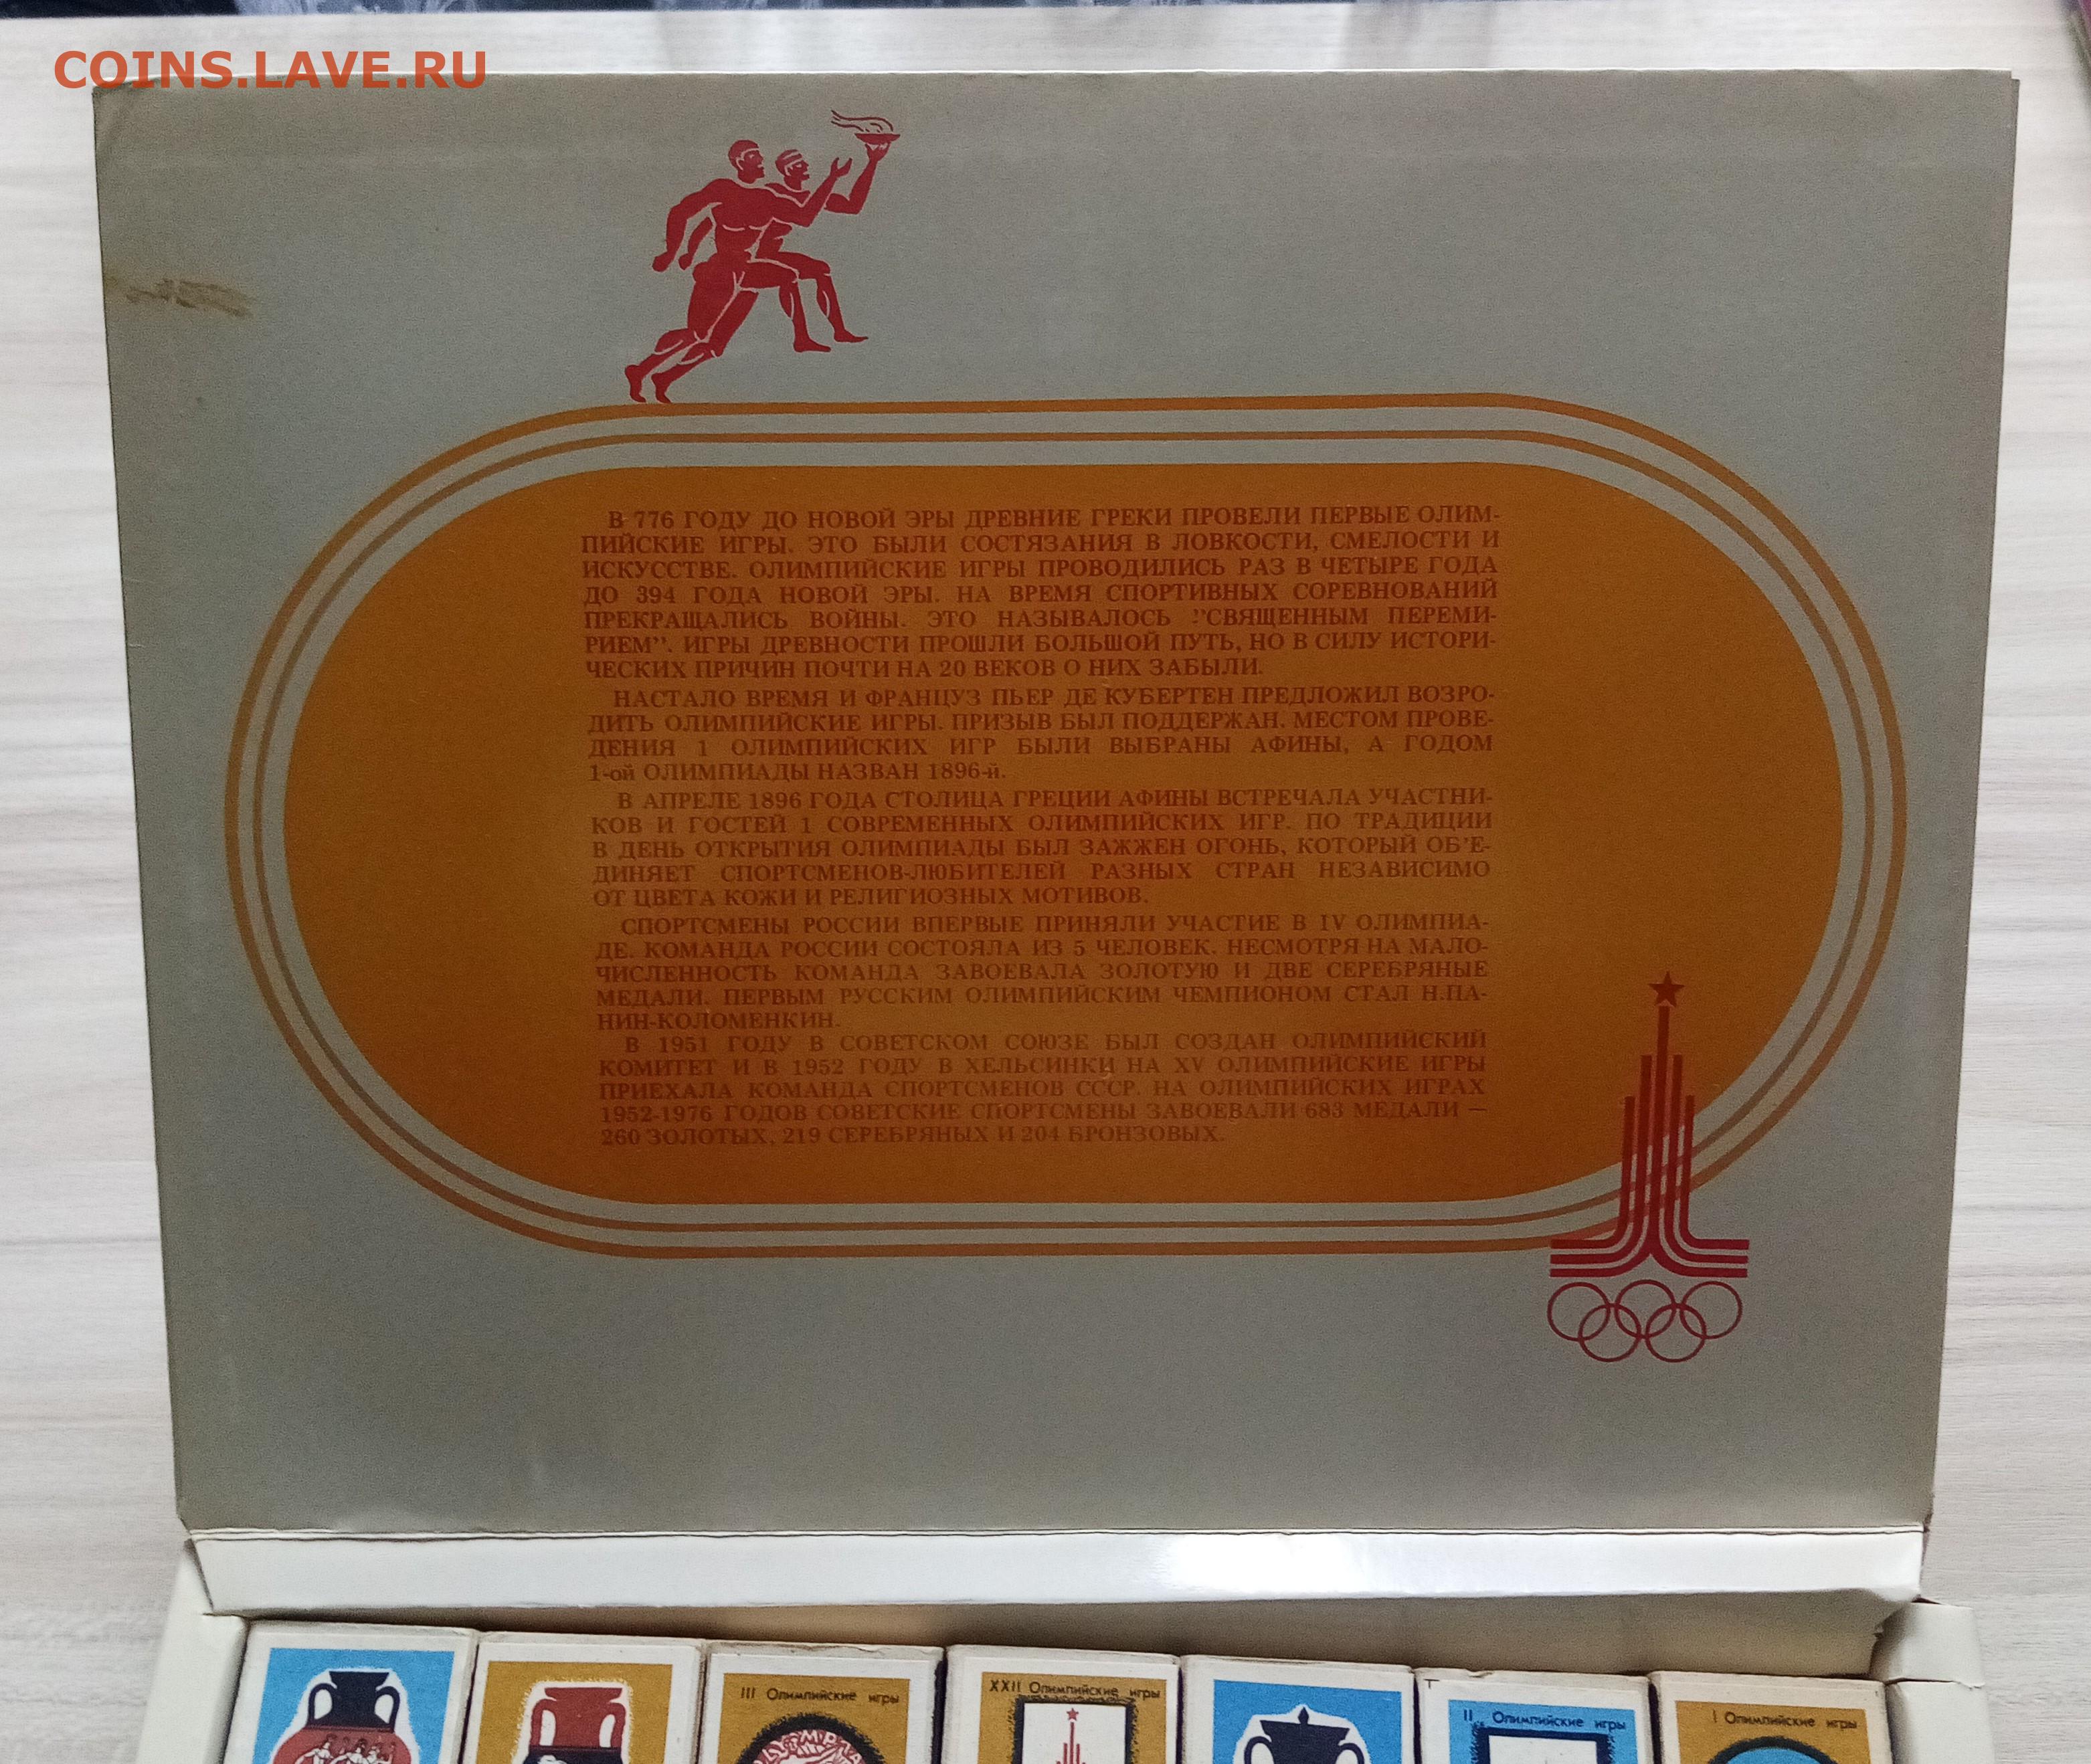 COINS.LAVE.RU
В 776 ГОДУ ДО НОВОЙ ЭРЫ ДРЕВНИЕ ГРЕКИ ПРОВЕЛИ ПЕРВЫЕ ОЛИМ-
ПИЙСКИЕ ИГРЫ. ЭТО БЫЛИ СОСТЯЗАНИЯ В ЛОВКОСТИ, СМЕЛОСТИ И
ИСКУССТВЕ. ОЛИМПИЙСКИЕ ИГРЫ ПРОВОДИЛИСЬ РАЗ В ЧЕТЫРЕ ГОДА
ДО 394 ГОДА НОВОЙ ЭРЫ. НА ВРЕМЯ СПОРТИВНЫХ СОРЕВНОВАНИЙ
ПРЕКРАЩАЛИСЬ ВОЙНЫ. ЭТО НАЗЫВАЛОСЬ "СВЯЩЕННЫМ ПЕРЕМИ-
РИЕМ". ИГРЫ ДРЕВНОСТИ ПРОШЛИ БОЛЬШОЙ ПУТЬ, НО В СИЛУ ИСТОРИ-
ЧЕСКИХ ПРИЧИН ПОЧТИ НА 20 ВЕКОВ О НИХ ЗАБЫЛИ.
НАСТАЛО ВРЕМЯ И ФРАНЦУЗ ПЬЕР ДЕ КУБЕРТЕН ПРЕДЛОЖИЛ ВОЗРО-
ДИТЬ ОЛИМПИЙСКИЕ ИГРЫ. ПРИЗЫВ БЫЛ ПОДДЕРЖАН. МЕСТОМ ПРОВЕ-
ДЕНИЯ 1 ОЛИМПИЙСКИХ ИГР БЫЛИ ВЫБРАНЫ АФИНЫ, А ГОДОМ
1-ой ОЛИМПИАДЫ НАЗВАН 1896-й.
В АПРЕЛЕ 1896 ГОДА СТОЛИЦА ГРЕЦИИ АФИНЫ ВСТРЕЧАЛА УЧАСТНИ-
КОВ И ГОСТЕЙ 1 СОВРЕМЕННЫХ ОЛИМПИЙСКИХ ИГР. ПО ТРАДИЦИИ
В ДЕНЬ ОТКРЫТИЯ ОЛИМПИАДЫ БЫЛ ЗАЖЖЕН ОГОНЬ, КОТОРЫЙ ОБ'Е-
ДИНЯЕТ СПОРТСМЕНОВ-ЛЮБИТЕЛЕЙ РАЗНЫХ СТРАН НЕЗАВИСИМО
ОТ ЦВЕТА КОЖИ И РЕЛИГИОЗНЫХ МОТИВОВ.
СПОРТСМЕНЫ РОССИИ ВПЕРВЫЕ ПРИНЯЛИ УЧАСТИЕ В IV ОЛИМПИА-
ДЕ. КОМАНДА РОССИИ СОСТОЯЛА ИЗ 5 ЧЕЛОВЕК. НЕСМОТРЯ НА МАЛО-
ЧИСЛЕННОСТЬ КОМАНДА ЗАВОЕВАЛА ЗОЛОТУЮ И ДВЕ СЕРЕБРЯНЫЕ
МЕДАЛИ. ПЕРВЫМ РУССКИМ ОЛИМПИЙСКИМ ЧЕМПИОНОМ СТАЛ Н.ПА-
НИН-КОЛОМЕНКИН.
В 1951 ГОДУ В СОВЕТСКОМ СОЮЗЕ БЫЛ СОЗДАН ОЛИМПИЙСКИЙ
КОМИТЕТ И В 1952 ГОДУ В ХЕЛЬСИНКИ НА XV ОЛИМПИЙСКИЕ ИГРЫ
ПРИЕХАЛА КОМАНДА СПОРТСМЕНОВ СССР. НА ОЛИМПИЙСКИХ ИГРАХ
1952-1976 ГОДОВ СОВЕТСКИЕ СПОРТСМЕНЫ ЗАВОЕВАЛИ 683 МЕДАЛИ —
260 ЗОЛОТЫХ, 219 СЕРЕБРЯНЫХ И 204 БРОНЗОВЫХ.
III Олимпийские игры
XXII Олимпийские игры
II Олимпийские игры
I Олимпийские игры